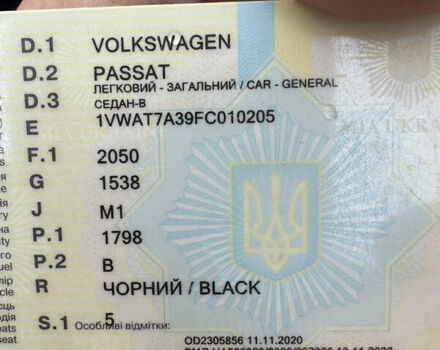 D.1 VOLKSWAGEN
D.2 PASSAT
ЛЕГКОВИЙ - ЗАГАЛЬНИЙ / CAR - GENERAL
D.3 СЕДАН-В
E 1VWAT7A39FC010205
F.1 2050
G 1538
J M1
P.1 1798
P.2 B
R ЧОРНИЙ / BLACK
S.1 5
Особливі відмітки:
OD2305856 11.11.2020